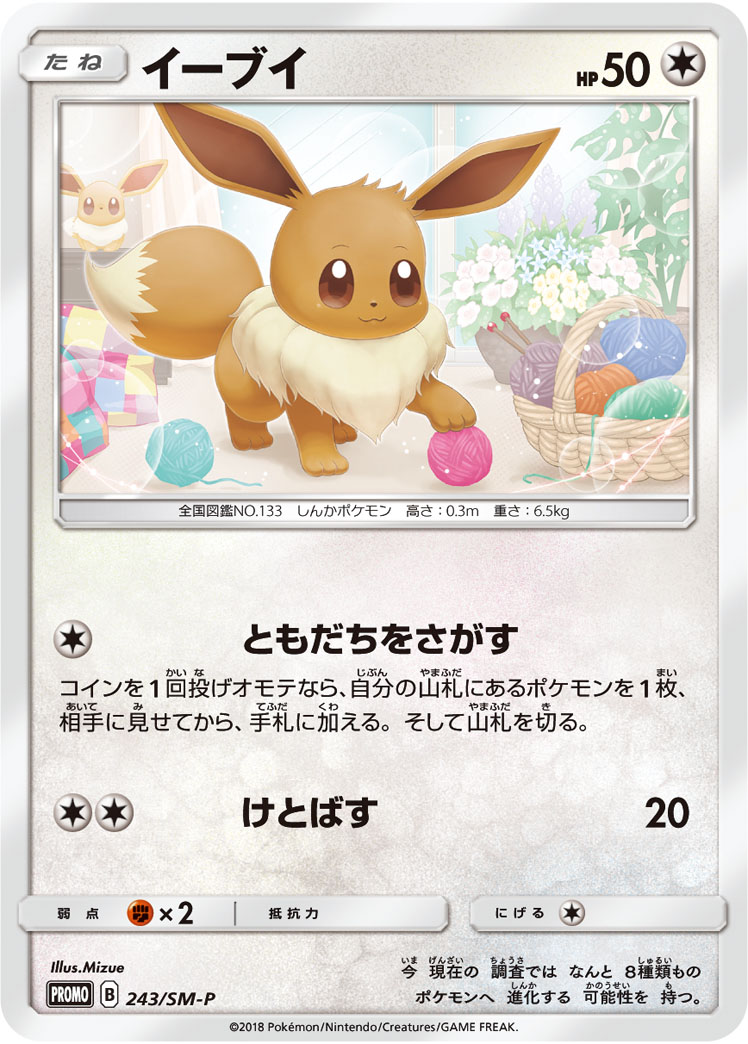 たね イーブイ HP50
全国図鑑NO.133 しんかポケモン 高さ：0.3m 重さ：6.5kg
ともだちをさがす
コインを1回投げオモテなら、自分の山札にあるポケモンを1枚、
相手に見せてから、手札に加える。そして山札を切る。
けとばす 20
弱点 ×2 抵抗力 にげる
Illus.Mizue
今 現在の 調査では なんと 8種類もの
ポケモンへ 進化する 可能性を 持つ。
PROMO B 243/SM-P
©2018 Pokémon/Nintendo/Creatures/GAME FREAK.